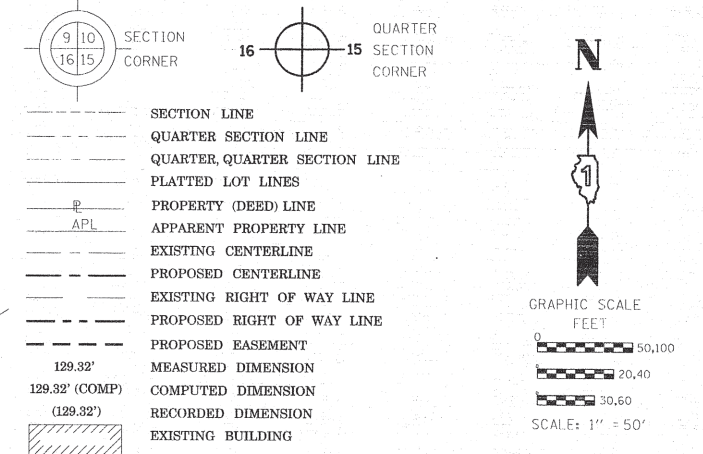 9 10 SECTION
16 15 CORNER
QUARTER
16 15 SECTION
CORNER
SECTION LINE
QUARTER SECTION LINE
QUARTER, QUARTER SECTION LINE
PLATTED LOT LINES
PL PROPERTY (DEED) LINE
APL APPARENT PROPERTY LINE
EXISTING CENTERLINE
PROPOSED CENTERLINE
EXISTING RIGHT OF WAY LINE
PROPOSED RIGHT OF WAY LINE
PROPOSED EASEMENT
129.32' MEASURED DIMENSION
129.32' (COMP) COMPUTED DIMENSION
(129.32') RECORDED DIMENSION
EXISTING BUILDING
N
1
GRAPHIC SCALE
FEET
0
50,100
0
20,40
0
30,60
SCALE: 1" = 50'